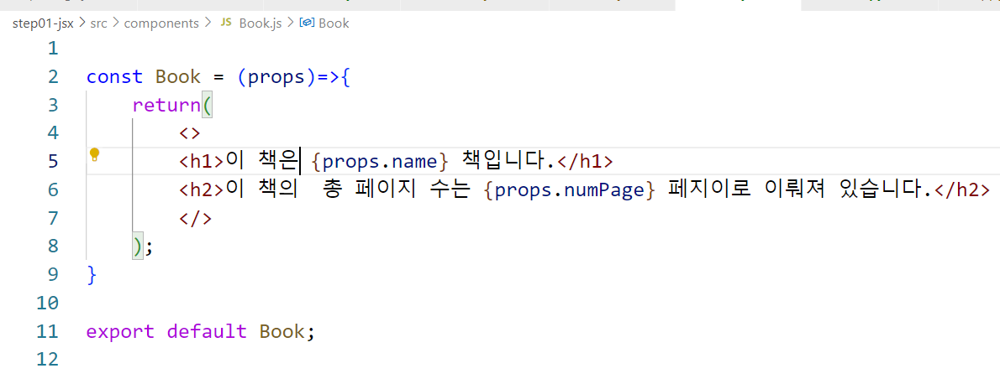 step01-jsx > src > components > JS Book.js > Book
1
2 const Book = (props)=>{
3 return(
4 <>
5 <h1>이 책은 {props.name} 책입니다.</h1>
6 <h2>이 책의  총 페이지 수는 {props.numPage} 페지이로 이뤄져 있습니다.</h2>
7 </>
8 );
9 }
10
11 export default Book;
12